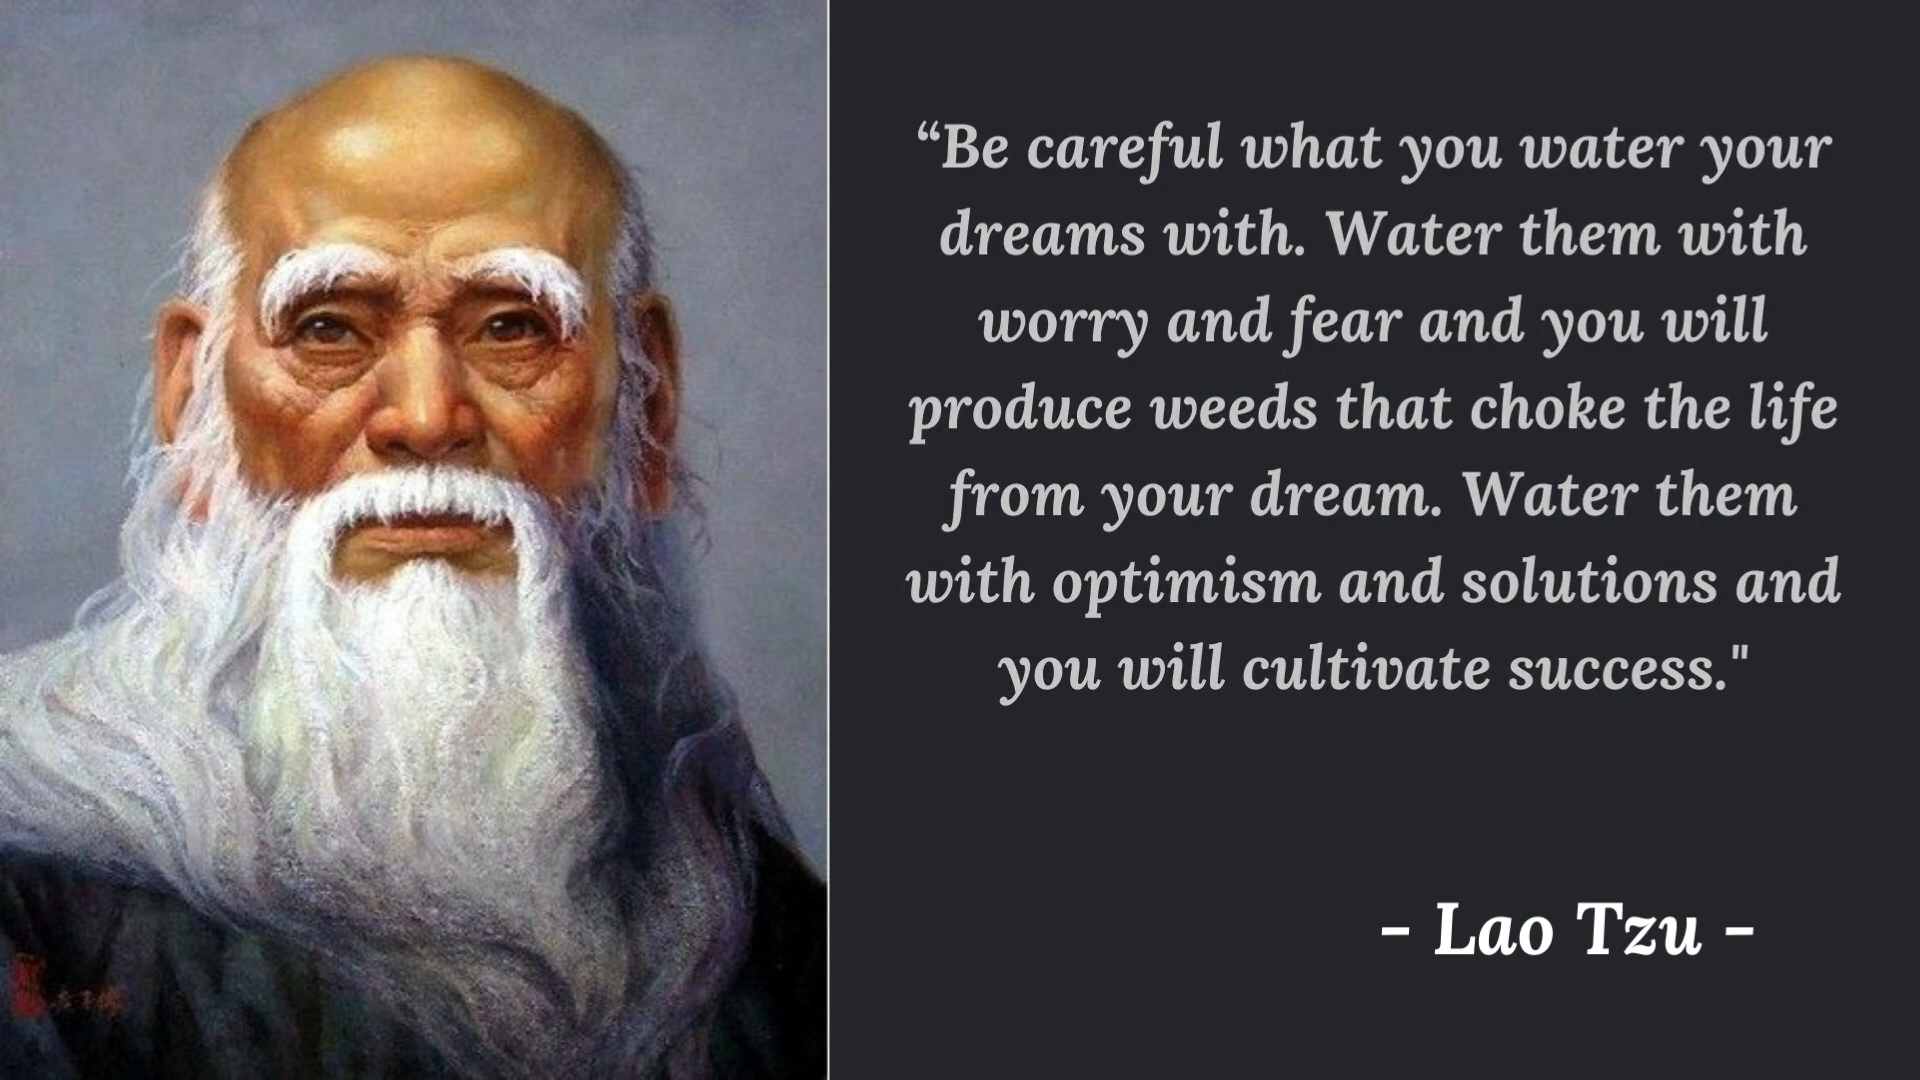 “Be careful what you water your
dreams with. Water them with
worry and fear and you will
produce weeds that choke the life
from your dream. Water them
with optimism and solutions and
you will cultivate success."
- Lao Tzu -